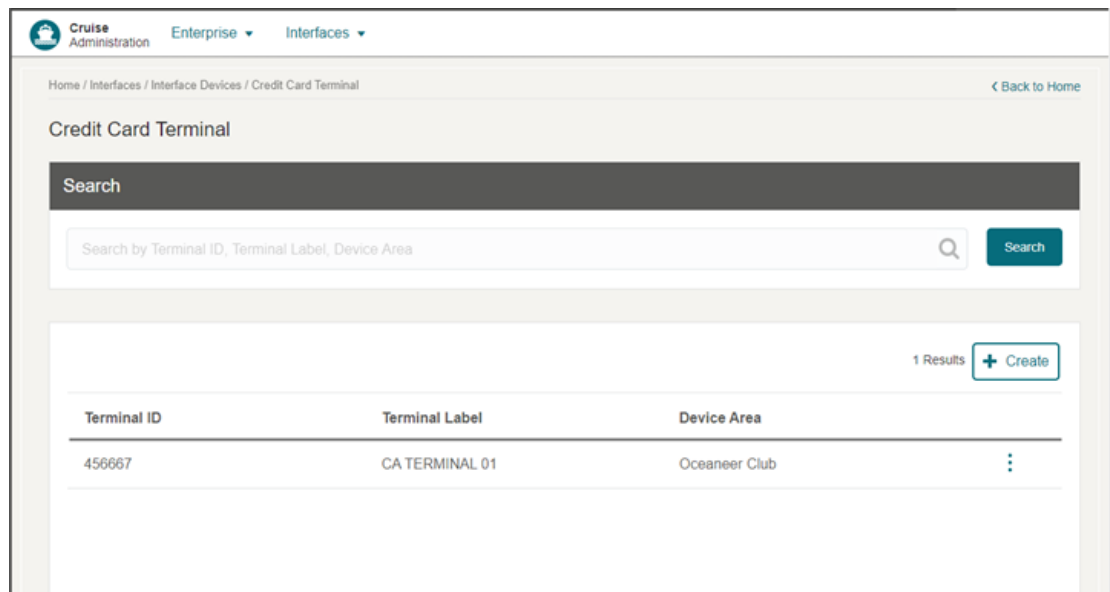 Cruise
Administration
Enterprise
Interfaces
Home / Interfaces / Interface Devices / Credit Card Terminal
Back to Home
Credit Card Terminal
Search
Search by Terminal ID, Terminal Label, Device Area
Search
1 Results
+ Create
Terminal ID Terminal Label Device Area
456667 CA TERMINAL 01 Oceaneer Club